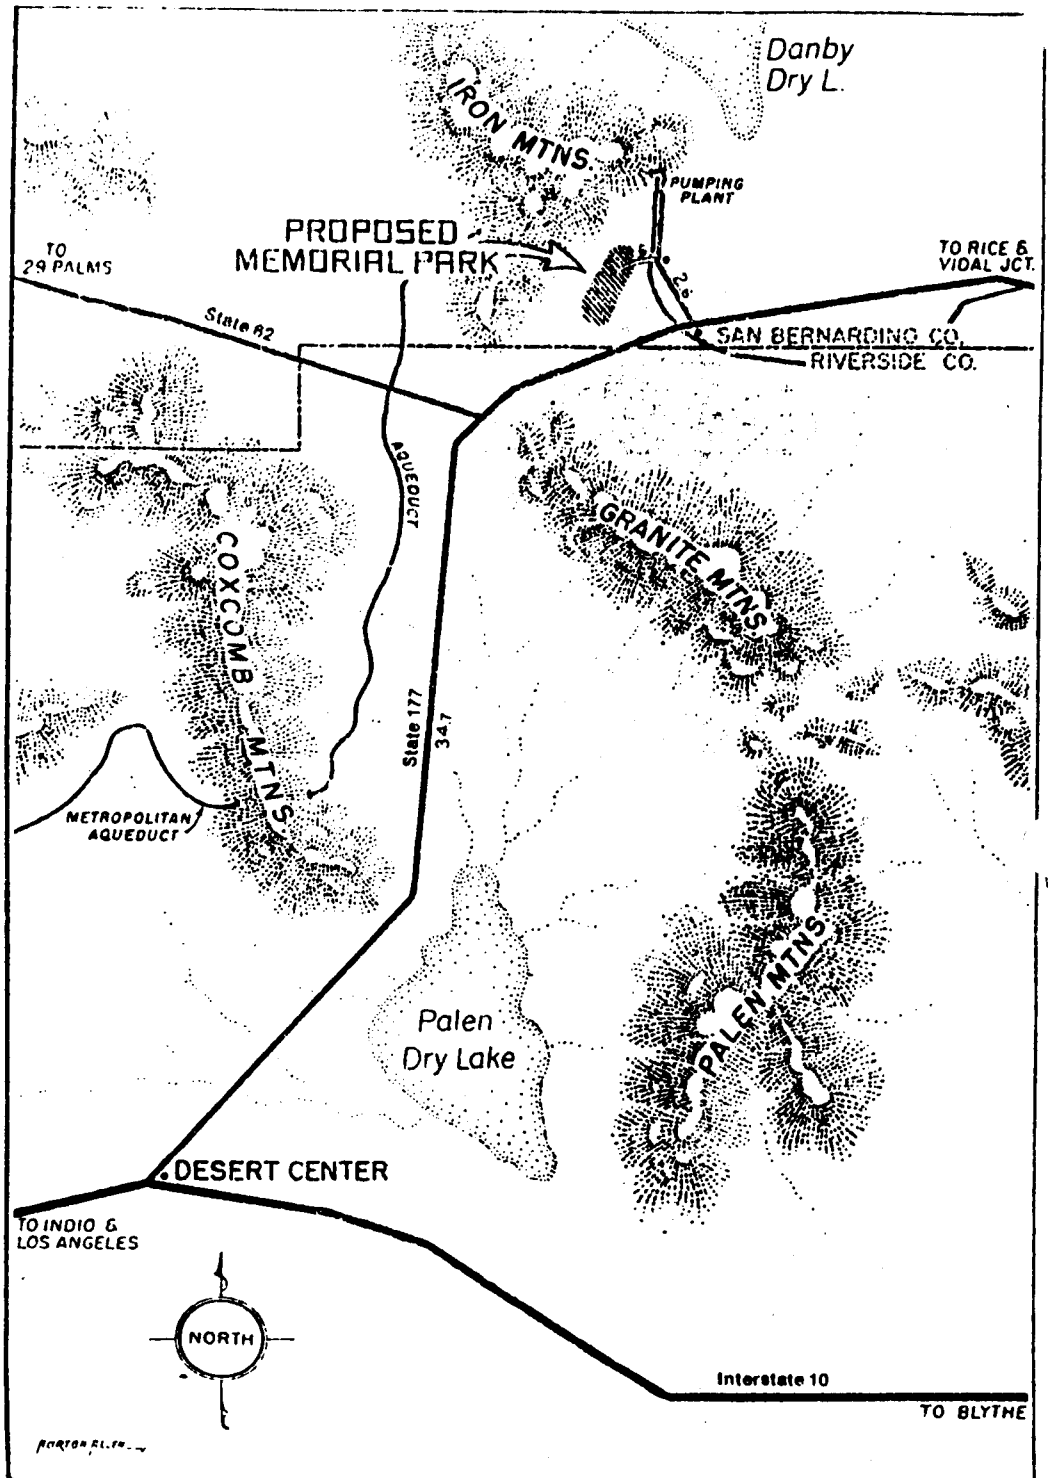 Danby
Dry L.
IRON MTNS.
PUMPING
PLANT
PROPOSED
MEMORIAL PARK
TO
29 PALMS
TO RICE &
VIDAL JCT.
State 62
SAN BERNARDINO CO.
RIVERSIDE CO.
AQUEDUCT
GRANITE MTNS.
COXCOMB MTNS.
State 177
34.7
METROPOLITAN
AQUEDUCT
PALEN MTNS.
Palen
Dry Lake
DESERT CENTER
TO INDIO &
LOS ANGELES
NORTH
Interstate 10
TO BLYTHE